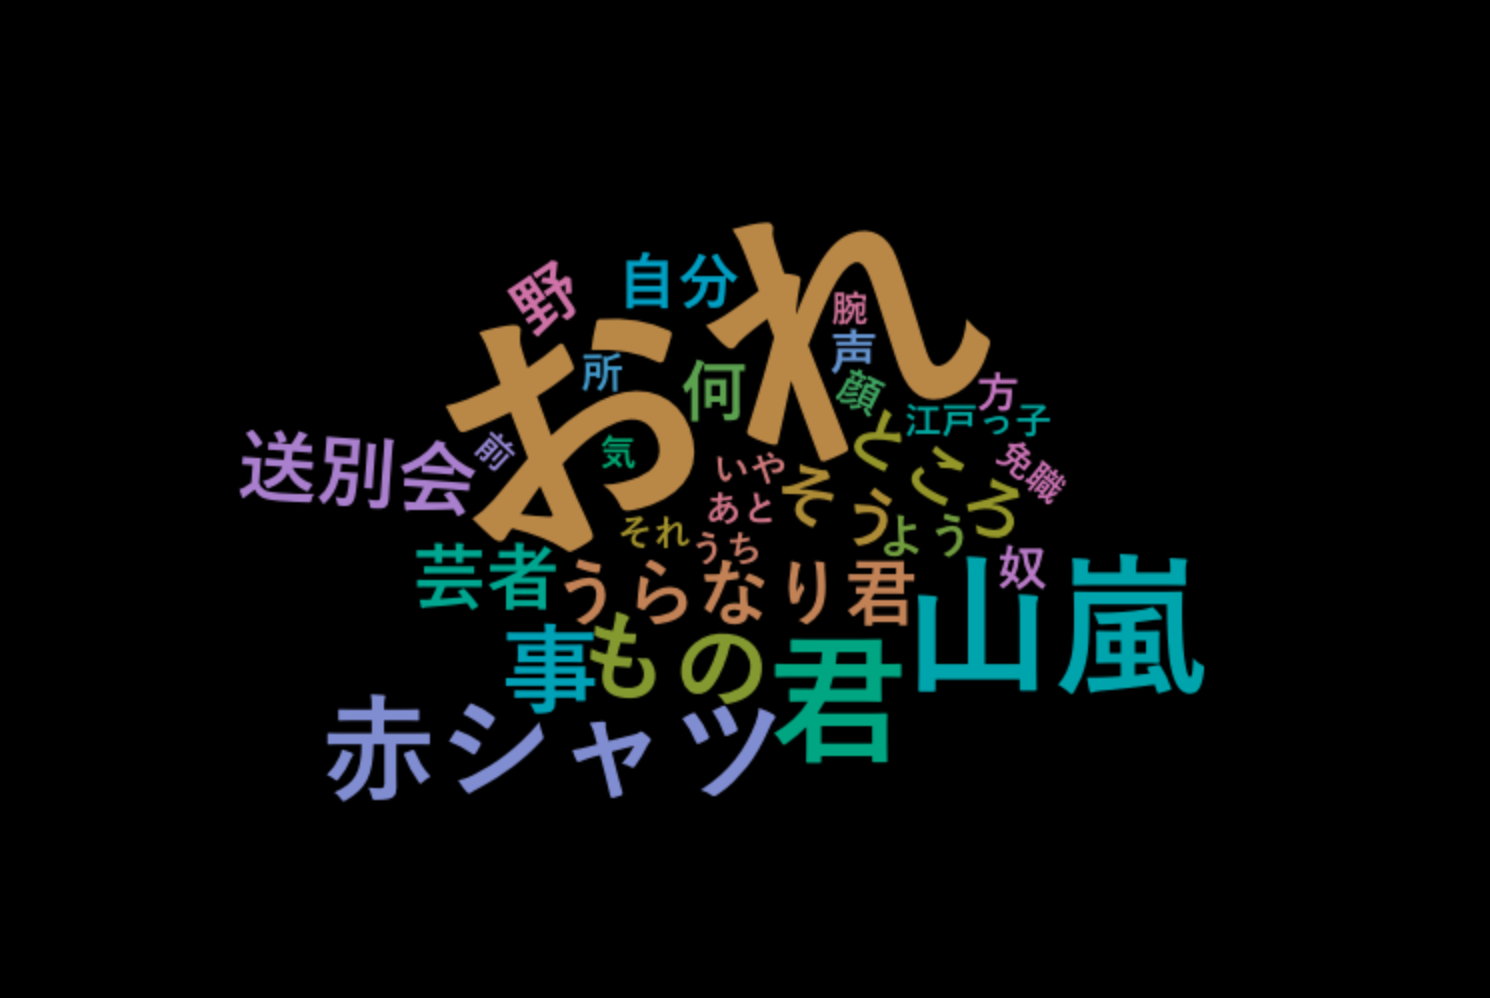 おれ
自分
野
腕
声
所
何
顔
方
江戸っ子
ところ
送別会
前
気
いや
免職
そう
あと
それ
よう
うち
奴
芸者
うらなり君
山嵐
事
もの
君
赤シャツ